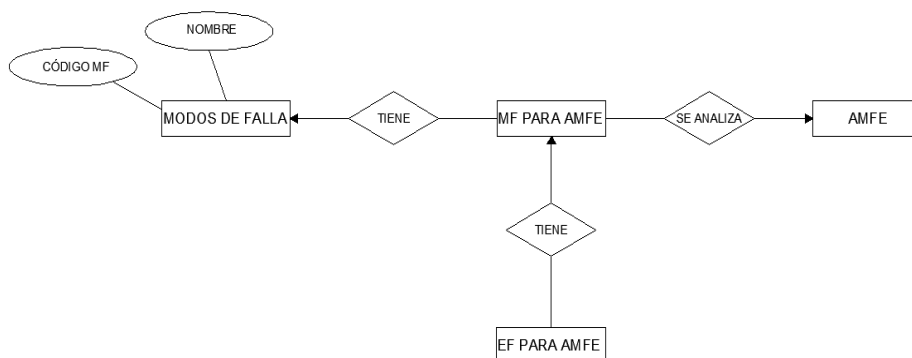 NOMBRE
CÓDIGO MF
MODOS DE FALLA
TIENE
MF PARA AMFE
SE ANALIZA
AMFE
TIENE
EF PARA AMFE